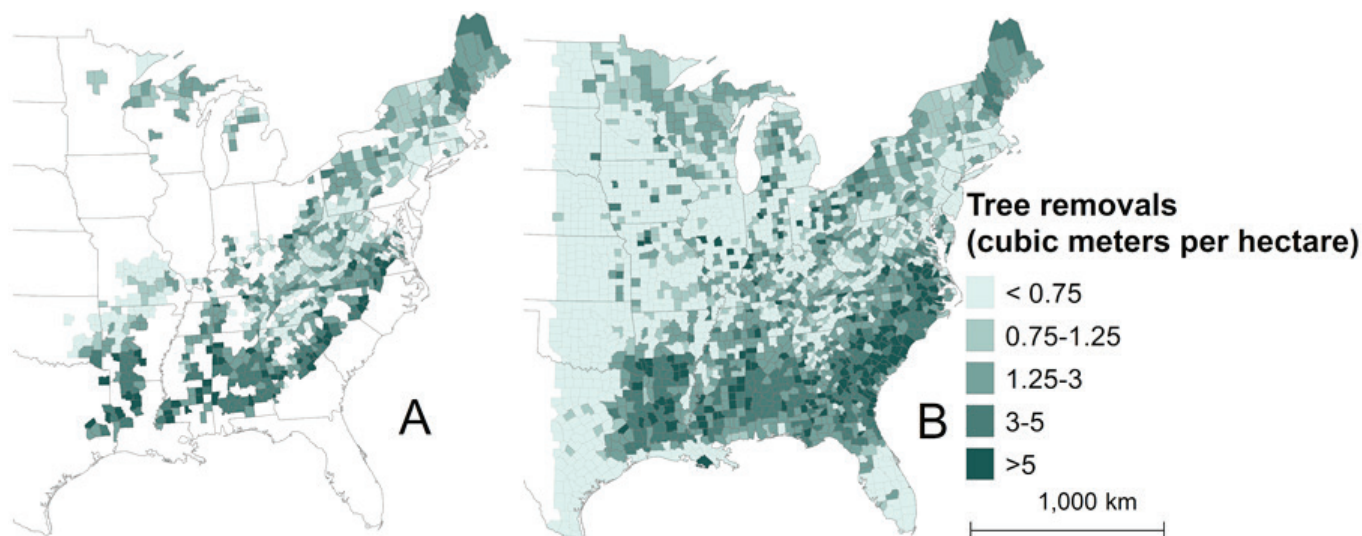 A
B
Tree removals
(cubic meters per hectare)
< 0.75
0.75-1.25
1.25-3
3-5
>5
1,000 km